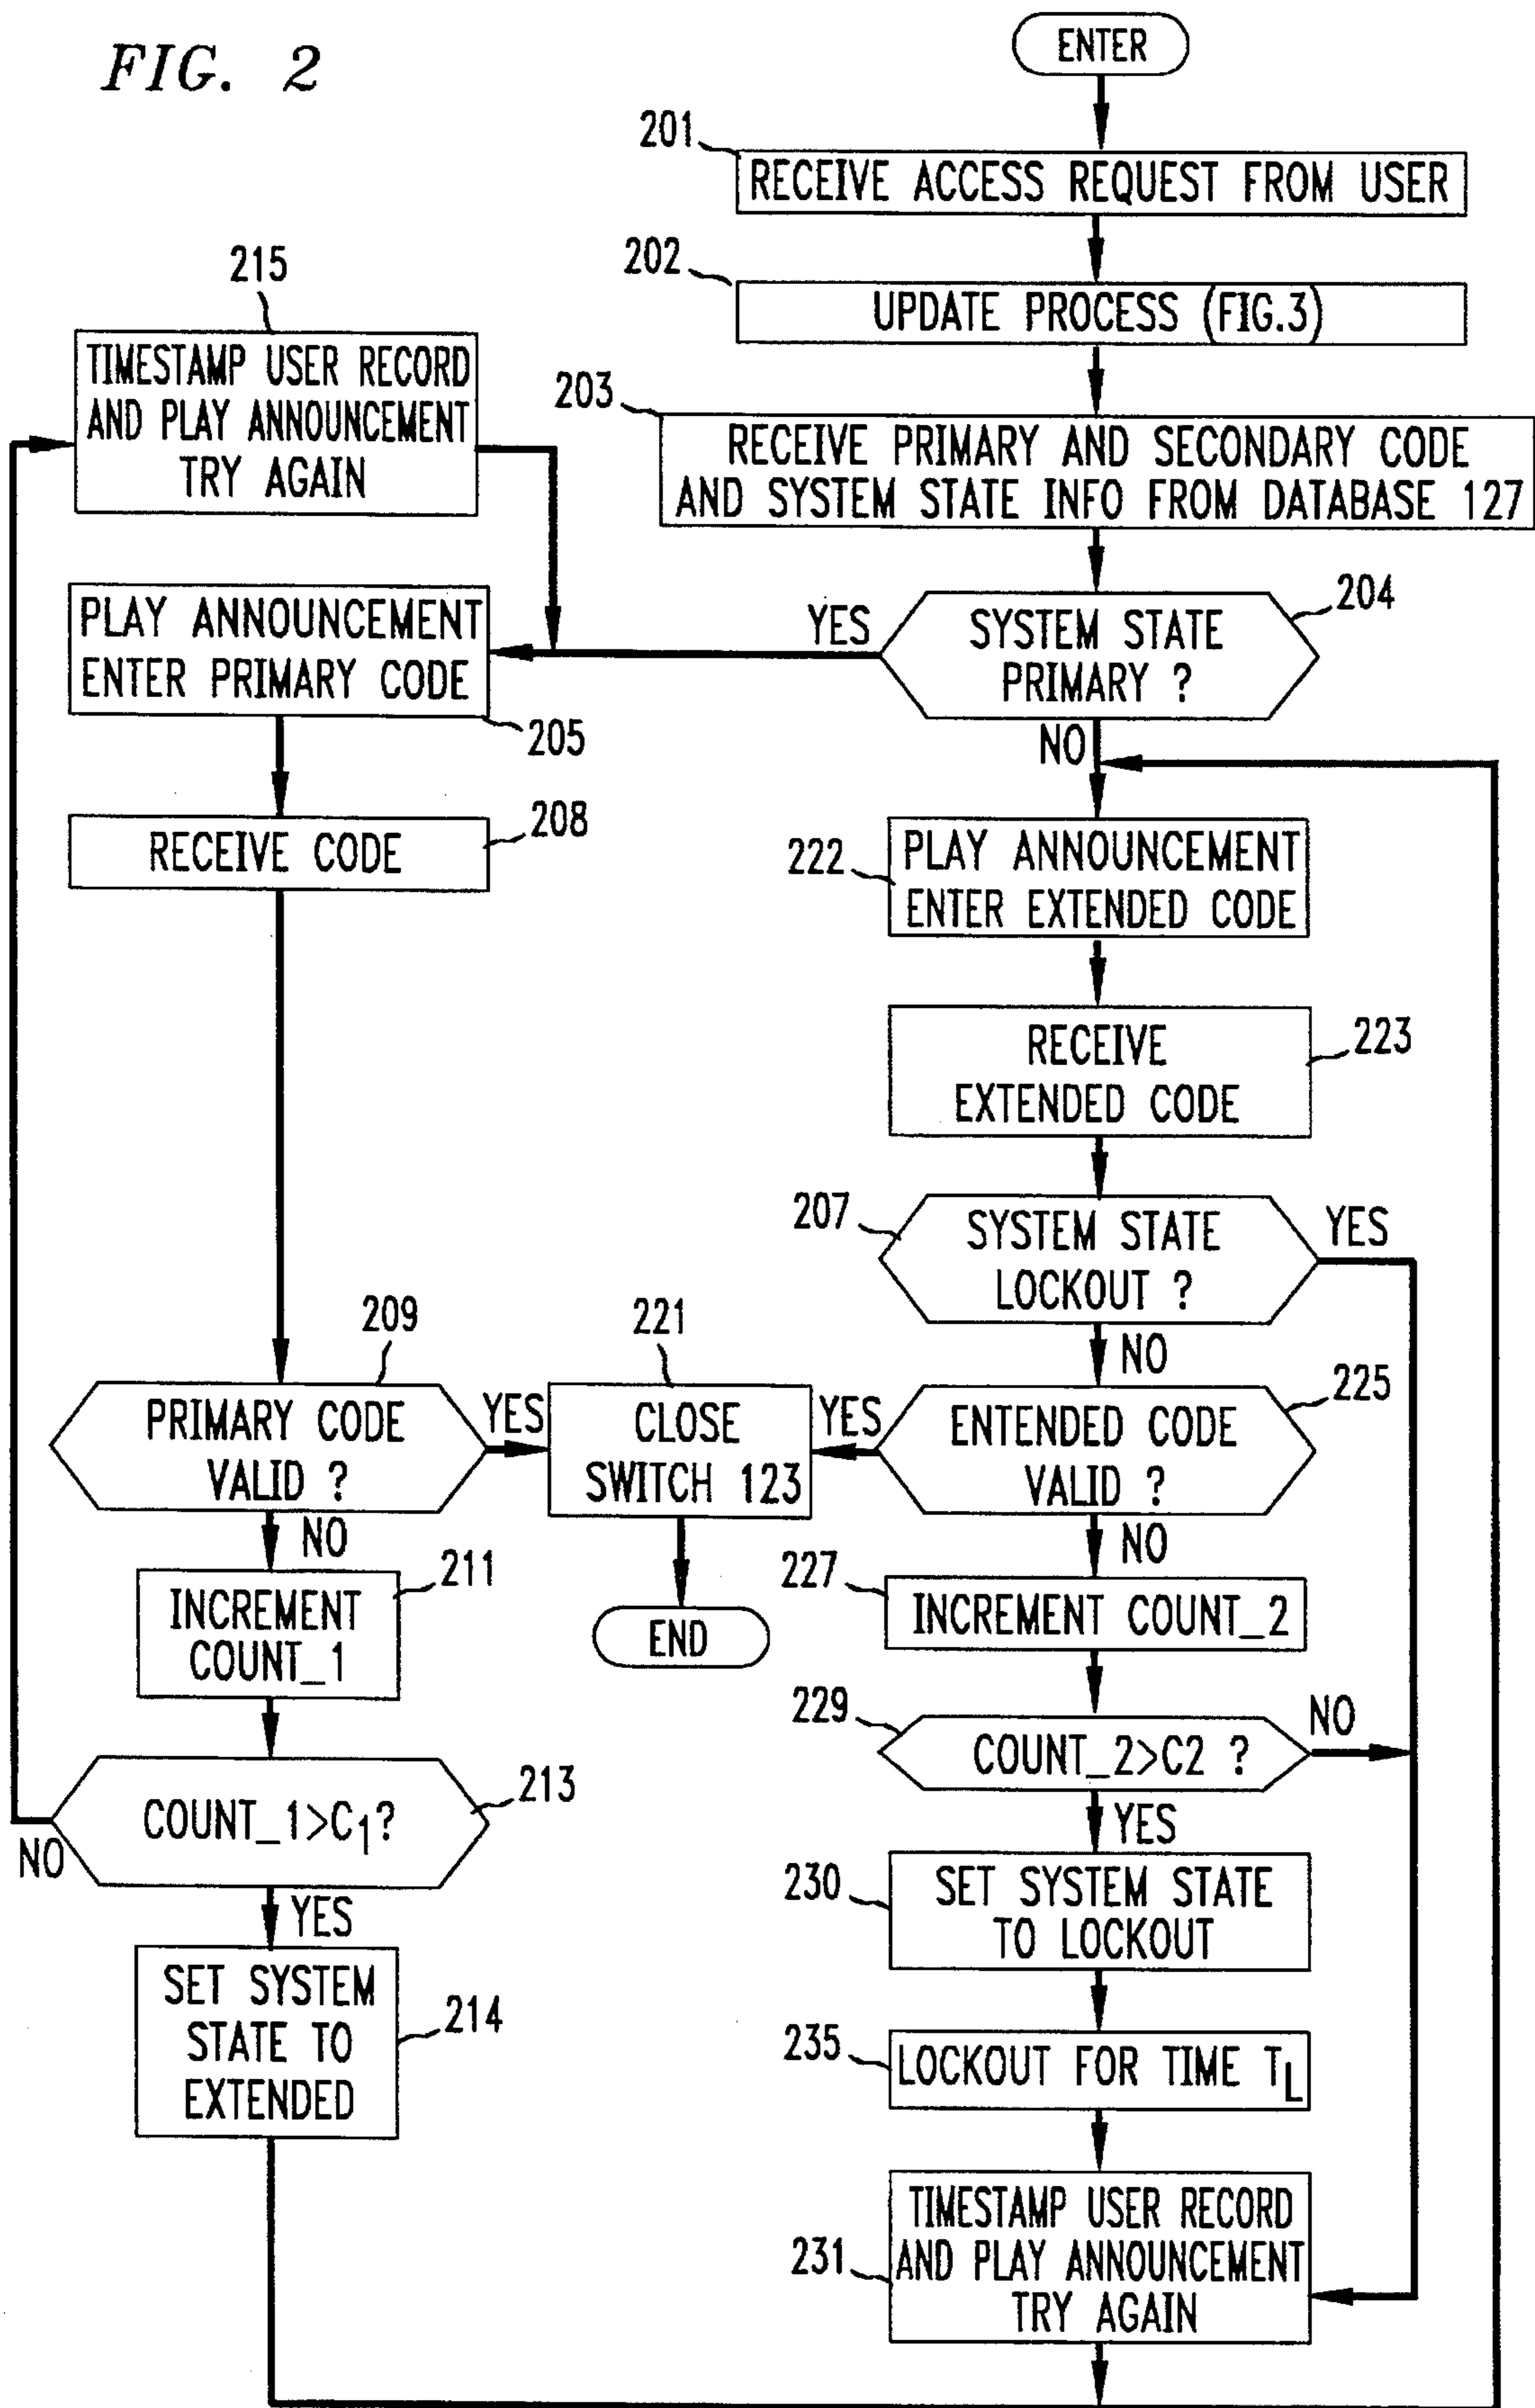 FIG. 2
ENTER
201
RECEIVE ACCESS REQUEST FROM USER
202
UPDATE PROCESS (FIG.3)
203
RECEIVE PRIMARY AND SECONDARY CODE
AND SYSTEM STATE INFO FROM DATABASE 127
204
SYSTEM STATE
PRIMARY ?
YES
NO
215
TIMESTAMP USER RECORD
AND PLAY ANNOUNCEMENT
TRY AGAIN
PLAY ANNOUNCEMENT
ENTER PRIMARY CODE
205
RECEIVE CODE
208
209
PRIMARY CODE
VALID ?
YES
NO
211
INCREMENT
COUNT_1
213
COUNT_1>C1?
NO
YES
SET SYSTEM
STATE TO
EXTENDED
214
221
CLOSE
SWITCH 123
END
222
PLAY ANNOUNCEMENT
ENTER EXTENDED CODE
223
RECEIVE
EXTENDED CODE
207
SYSTEM STATE
LOCKOUT ?
YES
NO
225
ENTENDED CODE
VALID ?
YES
NO
227
INCREMENT COUNT_2
229
COUNT_2>C2 ?
NO
YES
230
SET SYSTEM STATE
TO LOCKOUT
235
LOCKOUT FOR TIME TL
231
TIMESTAMP USER RECORD
AND PLAY ANNOUNCEMENT
TRY AGAIN